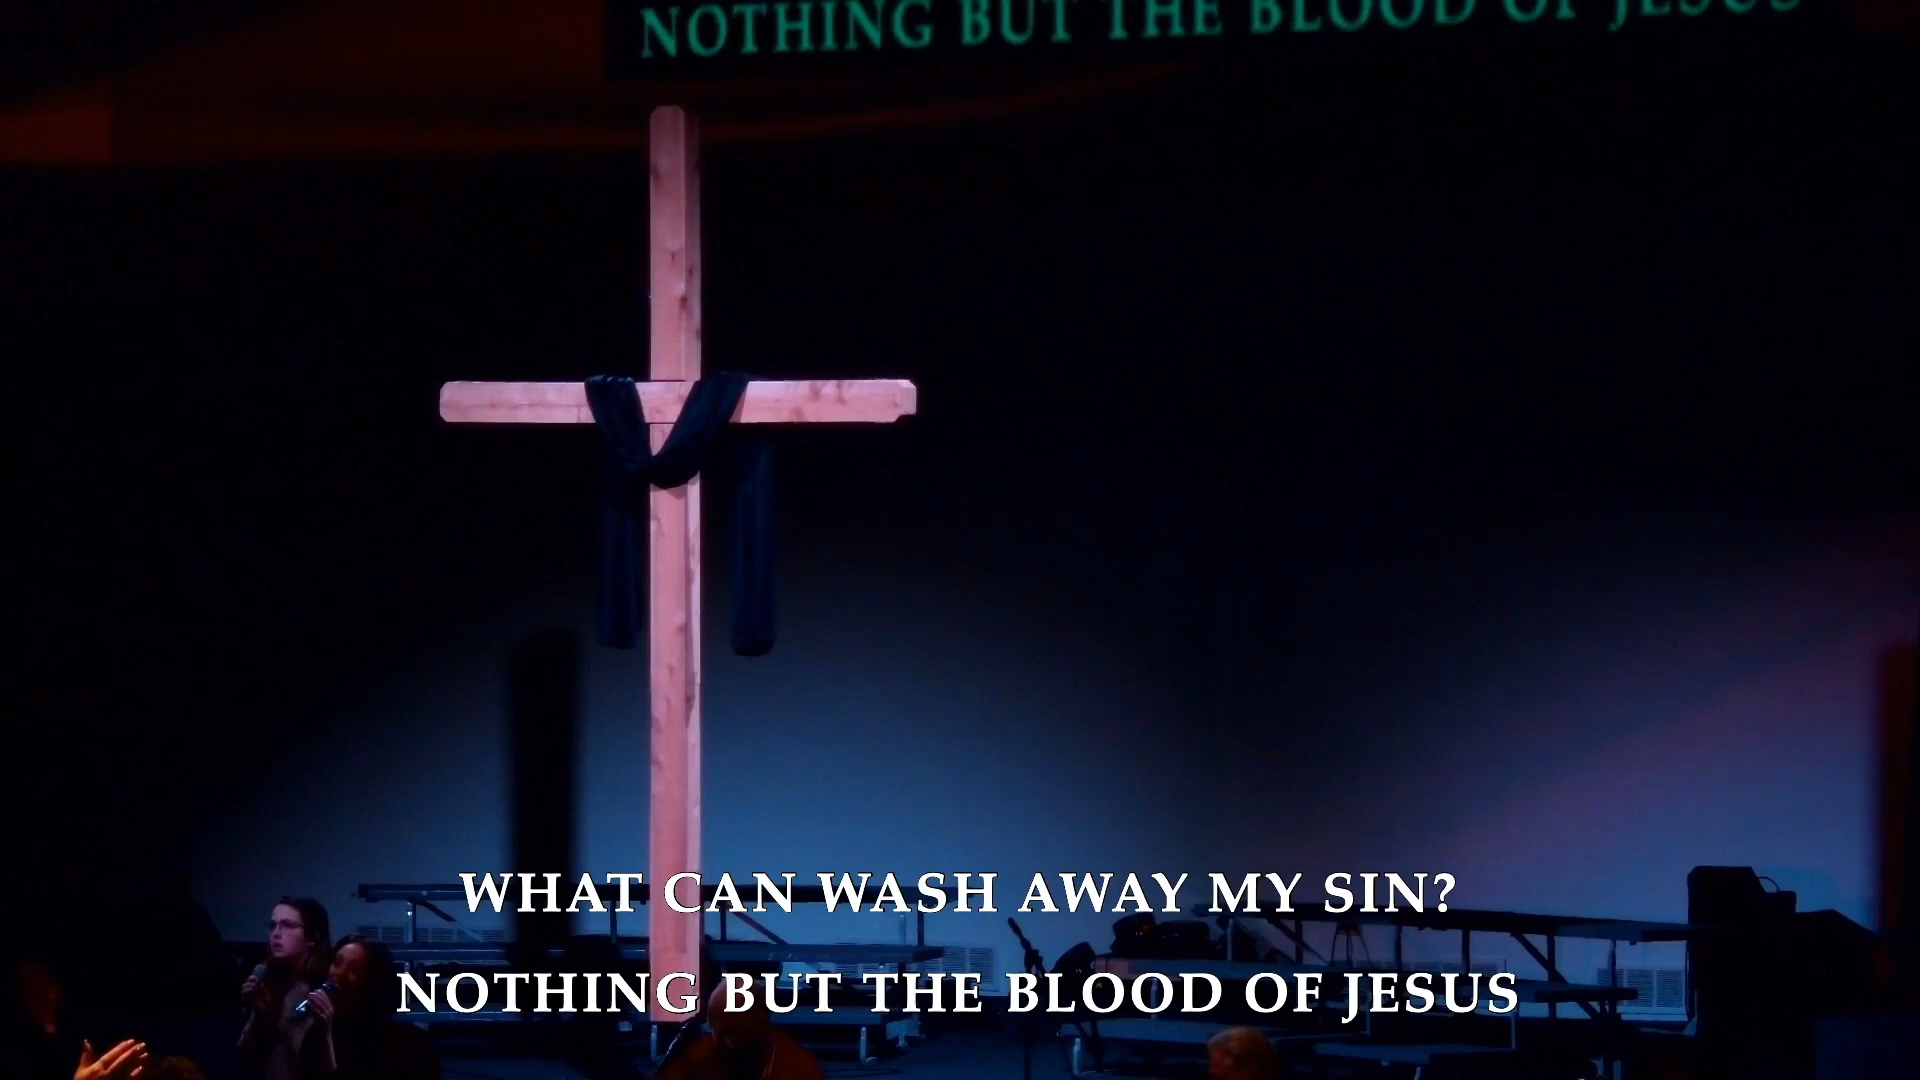 NOTHING BUT THE BLOOD OF JESUS
WHAT CAN WASH AWAY MY SIN?
NOTHING BUT THE BLOOD OF JESUS